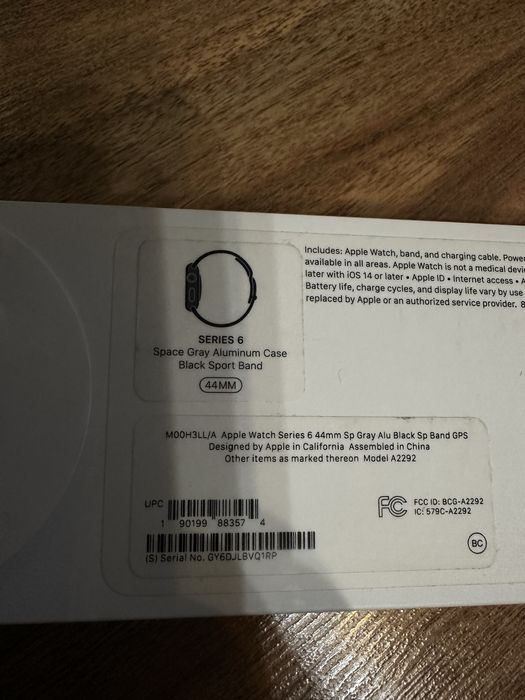 SERIES 6
Space Gray Aluminum Case
Black Sport Band
44MM
Includes: Apple Watch, band, and charging cable. Power
available in all areas. Apple Watch is not a medical devi
later with iOS 14 or later • Apple ID • Internet access • A
Battery life, charge cycles, and display life vary by use
replaced by Apple or an authorized service provider. 8
M00H3LL/A Apple Watch Series 6 44mm Sp Gray Alu Black Sp Band GPS
Designed by Apple in California Assembled in China
Other items as marked thereon Model A2292
UPC
1 90199 88357 4
(S) Serial No. GY6DJLBVQ1RP
FC FCC ID: BCG-A2292
IC: 579C-A2292
BC